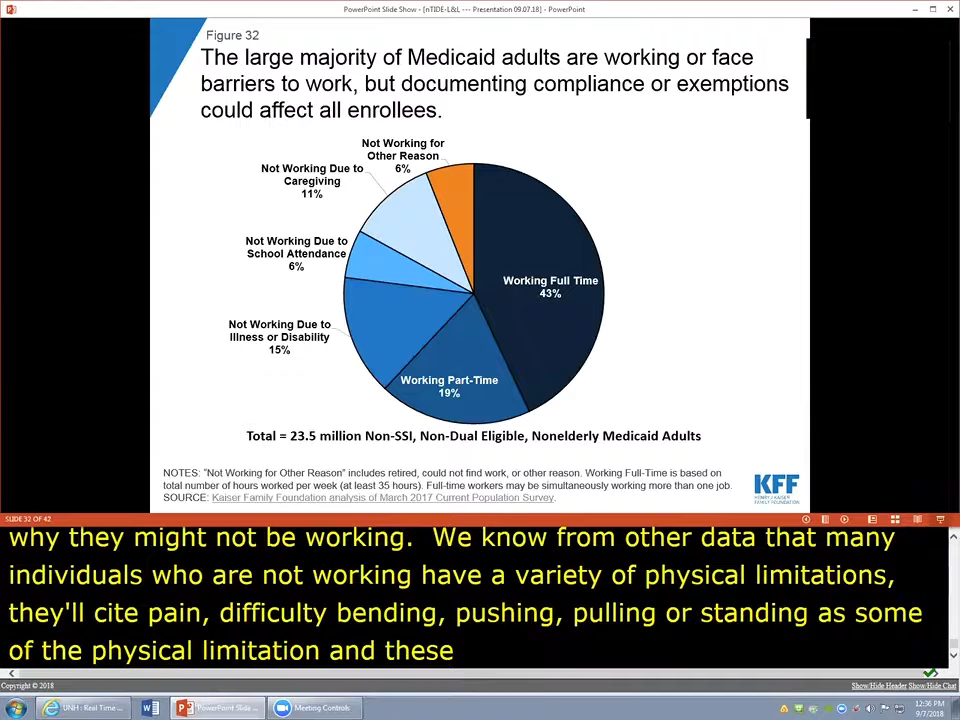 PowerPoint Slide Show - [nTIDE-L&L --- Presentation 09.07.18] - PowerPoint
Figure 32
The large majority of Medicaid adults are working or face
barriers to work, but documenting compliance or exemptions
could affect all enrollees.
Not Working for
Other Reason
6%
Not Working Due to
Caregiving
11%
Not Working Due to
School Attendance
6%
Not Working Due to
Illness or Disability
15%
Working Full Time
43%
Working Part-Time
19%
Total = 23.5 million Non-SSI, Non-Dual Eligible, Nonelderly Medicaid Adults
NOTES: "Not Working for Other Reason" includes retired, could not find work, or other reason. Working Full-Time is based on
total number of hours worked per week (at least 35 hours). Full-time workers may be simultaneously working more than one job.
SOURCE: Kaiser Family Foundation analysis of March 2017 Current Population Survey.
KFF
HENRY J KAISER
FAMILY FOUNDATION
SLIDE 32 OF 42
why they might not be working.  We know from other data that many
individuals who are not working have a variety of physical limitations,
they'll cite pain, difficulty bending, pushing, pulling or standing as some
of the physical limitation and these
Copyright © 2018
Show/Hide Header Show/Hide Chat
UNH: Real Time ...
PowerPoint Slide ...
Meeting Controls
12:36 PM
9/7/2018